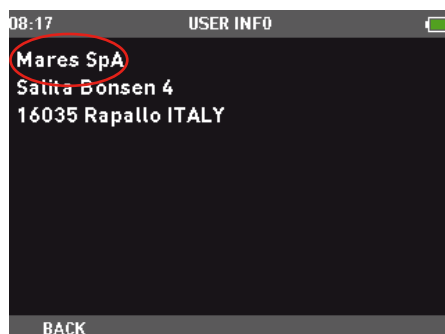 08:17 USER INFO
Mares SpA
Salita Bonsen 4
16035 Rapallo ITALY
BACK